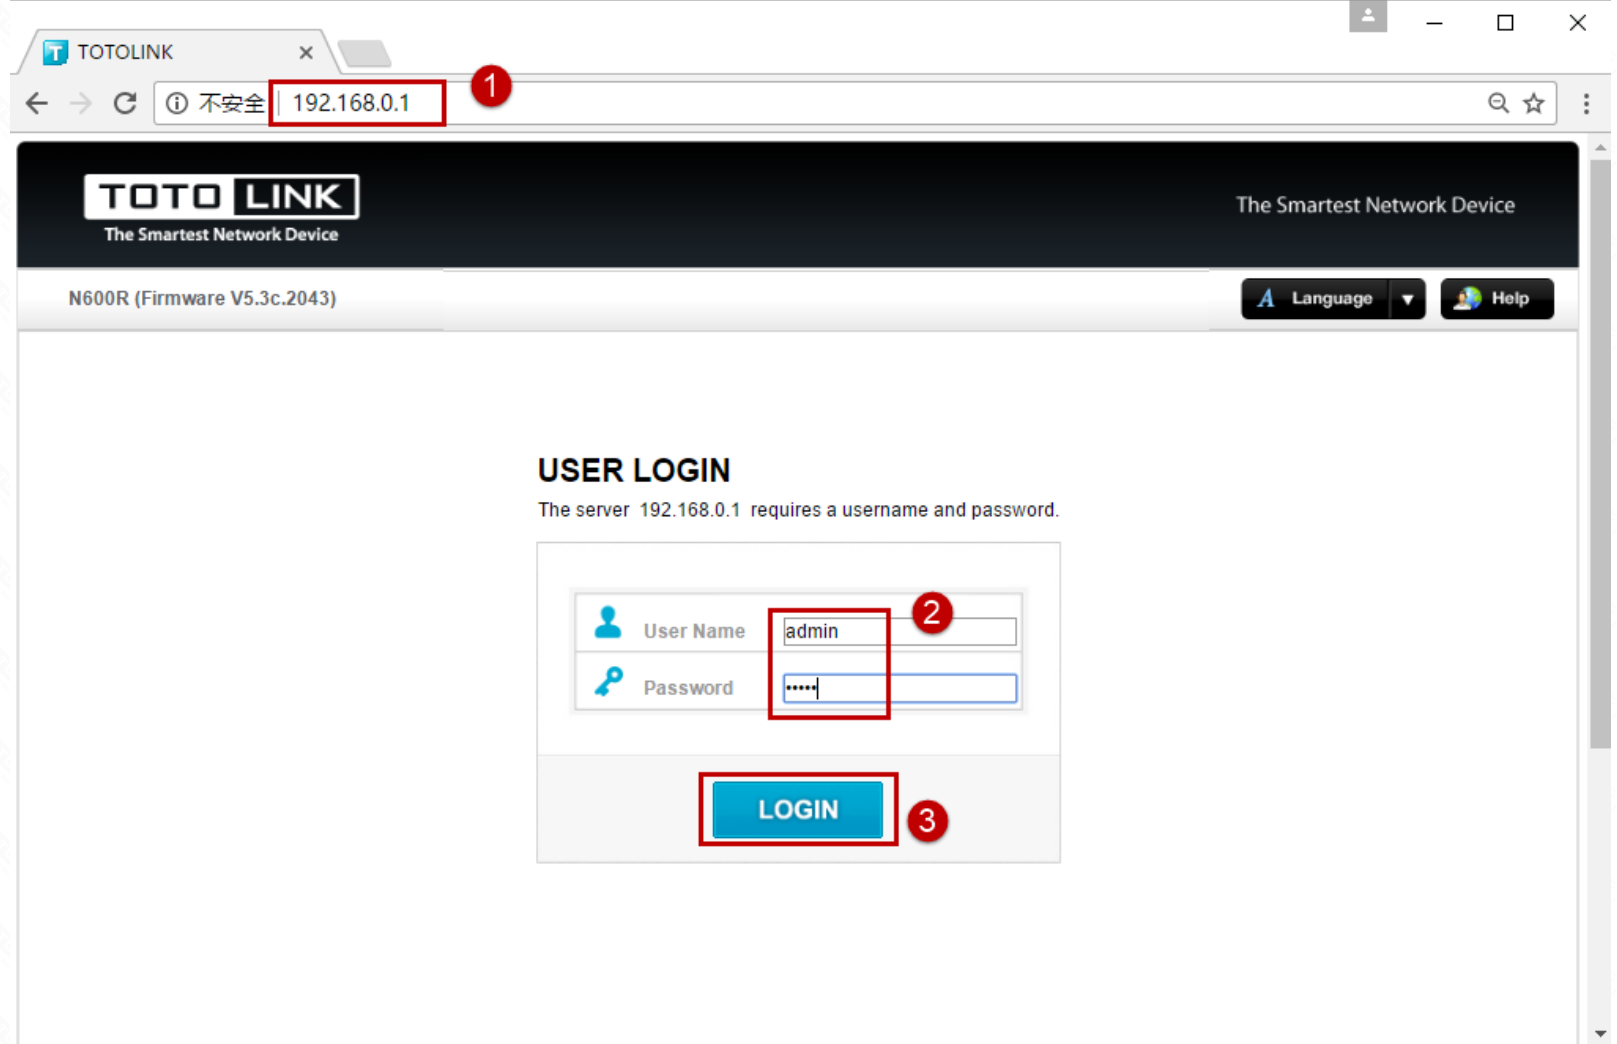 TOTOLINK
1
不安全 192.168.0.1
TOTO LINK
The Smartest Network Device
The Smartest Network Device
N600R (Firmware V5.3c.2043)
A Language
Help
USER LOGIN
The server 192.168.0.1 requires a username and password.
2
User Name admin
Password •••••
LOGIN
3